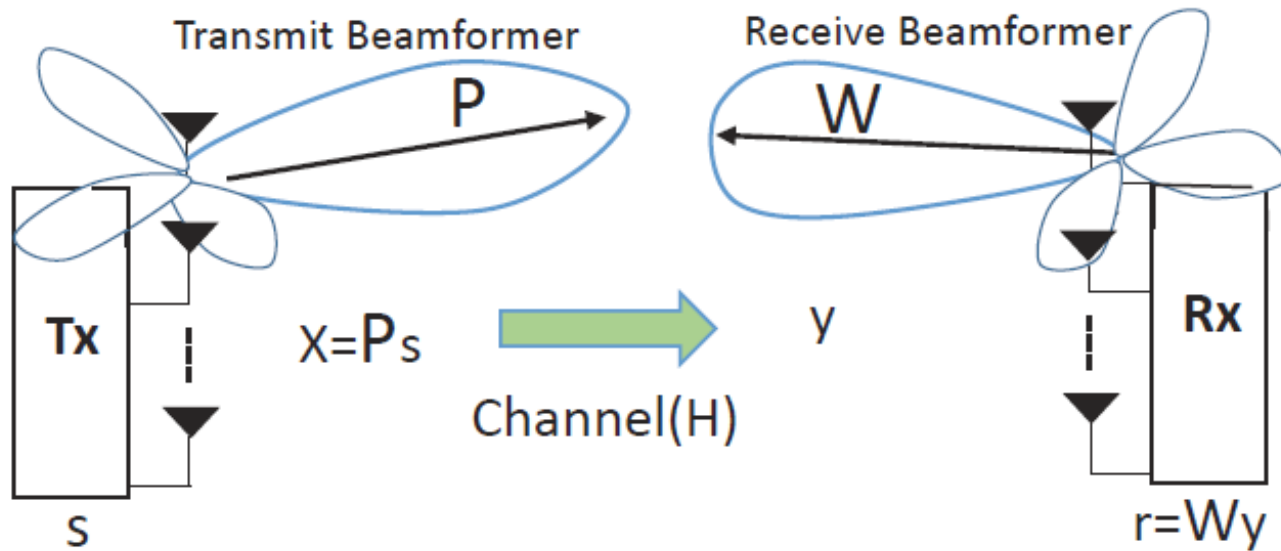 Transmit Beamformer
Receive Beamformer
P
W
Tx
X=Ps
y
Rx
Channel(H)
s
r=Wy